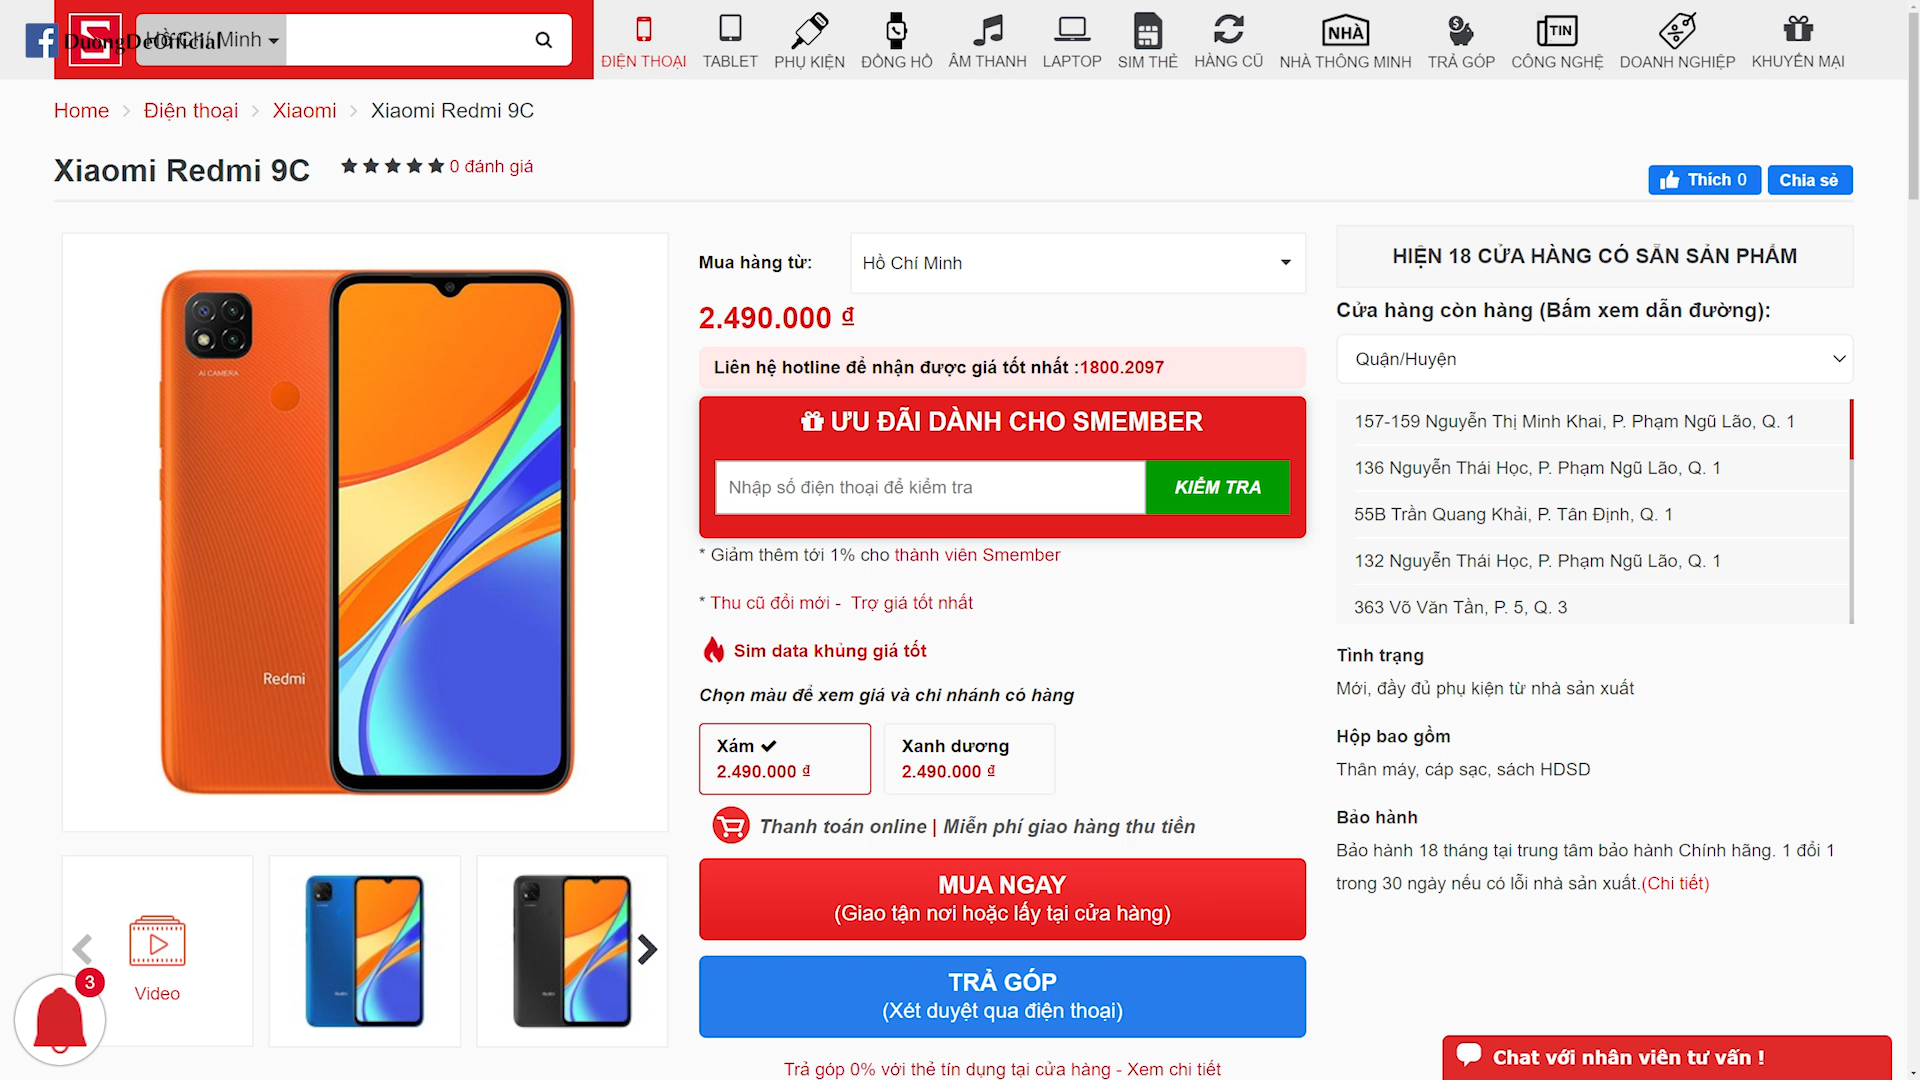 DuongDeOfficial
Hồ Chí Minh
ĐIỆN THOẠI
TABLET
PHỤ KIỆN
ĐỒNG HỒ
ÂM THANH
LAPTOP
SIM THẺ
HÀNG CŨ
NHÀ
NHÀ THÔNG MINH
TRẢ GÓP
TIN
CÔNG NGHỆ
DOANH NGHIỆP
KHUYẾN MẠI
Home > Điện thoại > Xiaomi > Xiaomi Redmi 9C
Xiaomi Redmi 9C
0 đánh giá
Thích 0
Chia sẻ
AI CAMERA
Redmi
Video
3
Mua hàng từ:
Hồ Chí Minh
2.490.000 ₫
Liên hệ hotline để nhận được giá tốt nhất :1800.2097
ƯU ĐÃI DÀNH CHO SMEMBER
Nhập số điện thoại để kiểm tra
KIỂM TRA
* Giảm thêm tới 1% cho thành viên Smember
* Thu cũ đổi mới - Trợ giá tốt nhất
Sim data khủng giá tốt
Chọn màu để xem giá và chi nhánh có hàng
Xám
2.490.000 ₫
Xanh dương
2.490.000 ₫
Thanh toán online | Miễn phí giao hàng thu tiền
MUA NGAY
(Giao tận nơi hoặc lấy tại cửa hàng)
TRẢ GÓP
(Xét duyệt qua điện thoại)
Trả góp 0% với thẻ tín dụng tại cửa hàng - Xem chi tiết
HIỆN 18 CỬA HÀNG CÓ SẴN SẢN PHẨM
Cửa hàng còn hàng (Bấm xem dẫn đường):
Quận/Huyện
157-159 Nguyễn Thị Minh Khai, P. Phạm Ngũ Lão, Q. 1
136 Nguyễn Thái Học, P. Phạm Ngũ Lão, Q. 1
55B Trần Quang Khải, P. Tân Định, Q. 1
132 Nguyễn Thái Học, P. Phạm Ngũ Lão, Q. 1
363 Võ Văn Tần, P. 5, Q. 3
Tình trạng
Mới, đầy đủ phụ kiện từ nhà sản xuất
Hộp bao gồm
Thân máy, cáp sạc, sách HDSD
Bảo hành
Bảo hành 18 tháng tại trung tâm bảo hành Chính hãng. 1 đổi 1
trong 30 ngày nếu có lỗi nhà sản xuất.(Chi tiết)
Chat với nhân viên tư vấn !